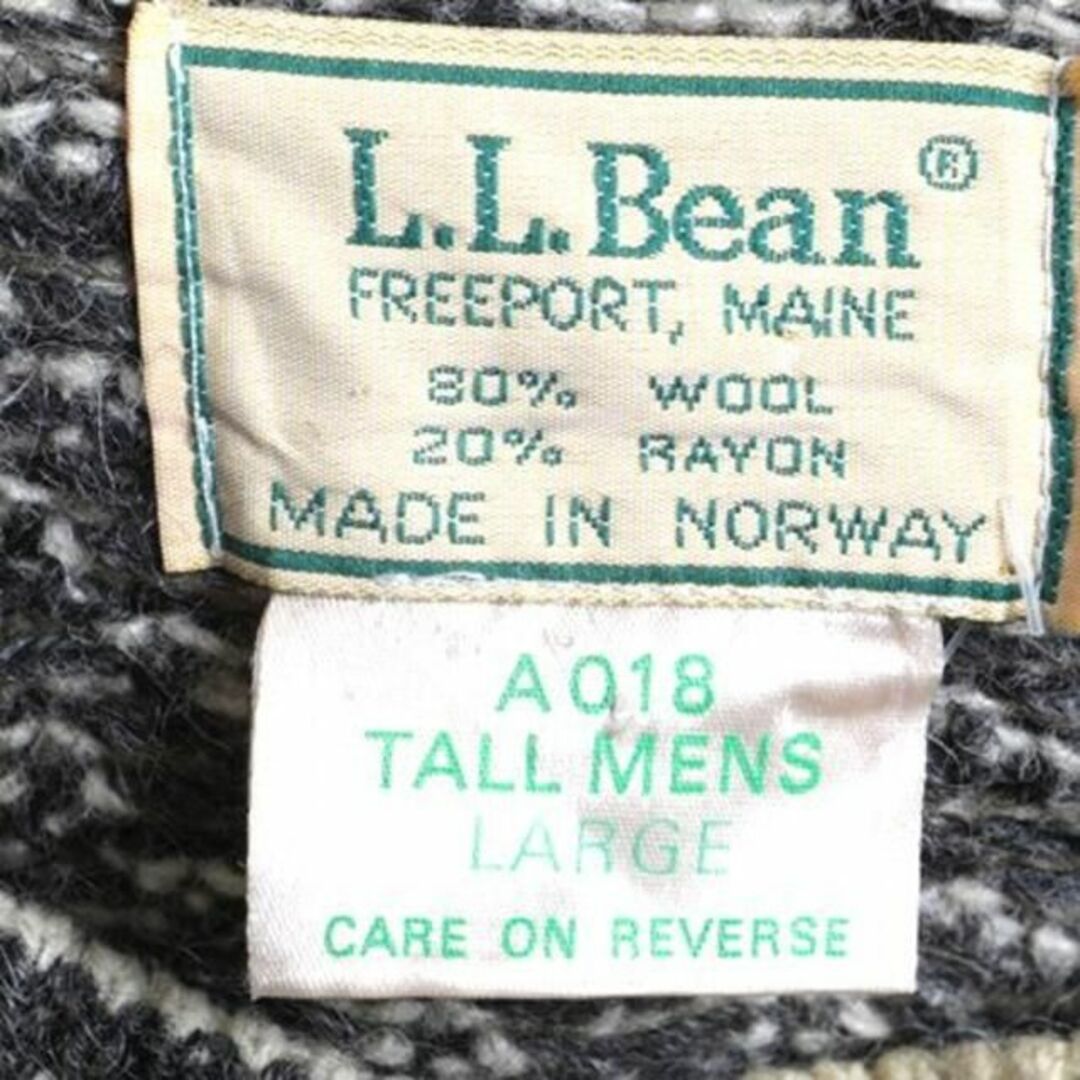 L.L.Bean®
FREEPORT, MAINE
80% WOOL
20% RAYON
MADE IN NORWAY
A018
TALL MENS
LARGE
CARE ON REVERSE